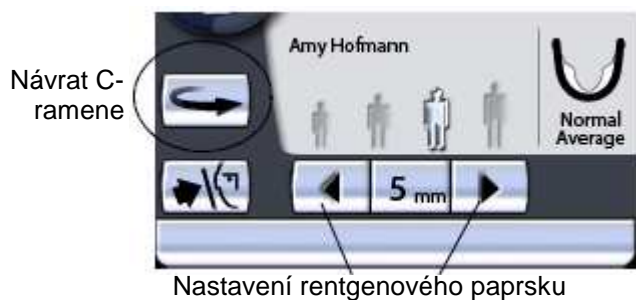 Amy Hofmann
Návrat C-
ramene
Normal
Average
5 mm
Nastavení rentgenového paprsku